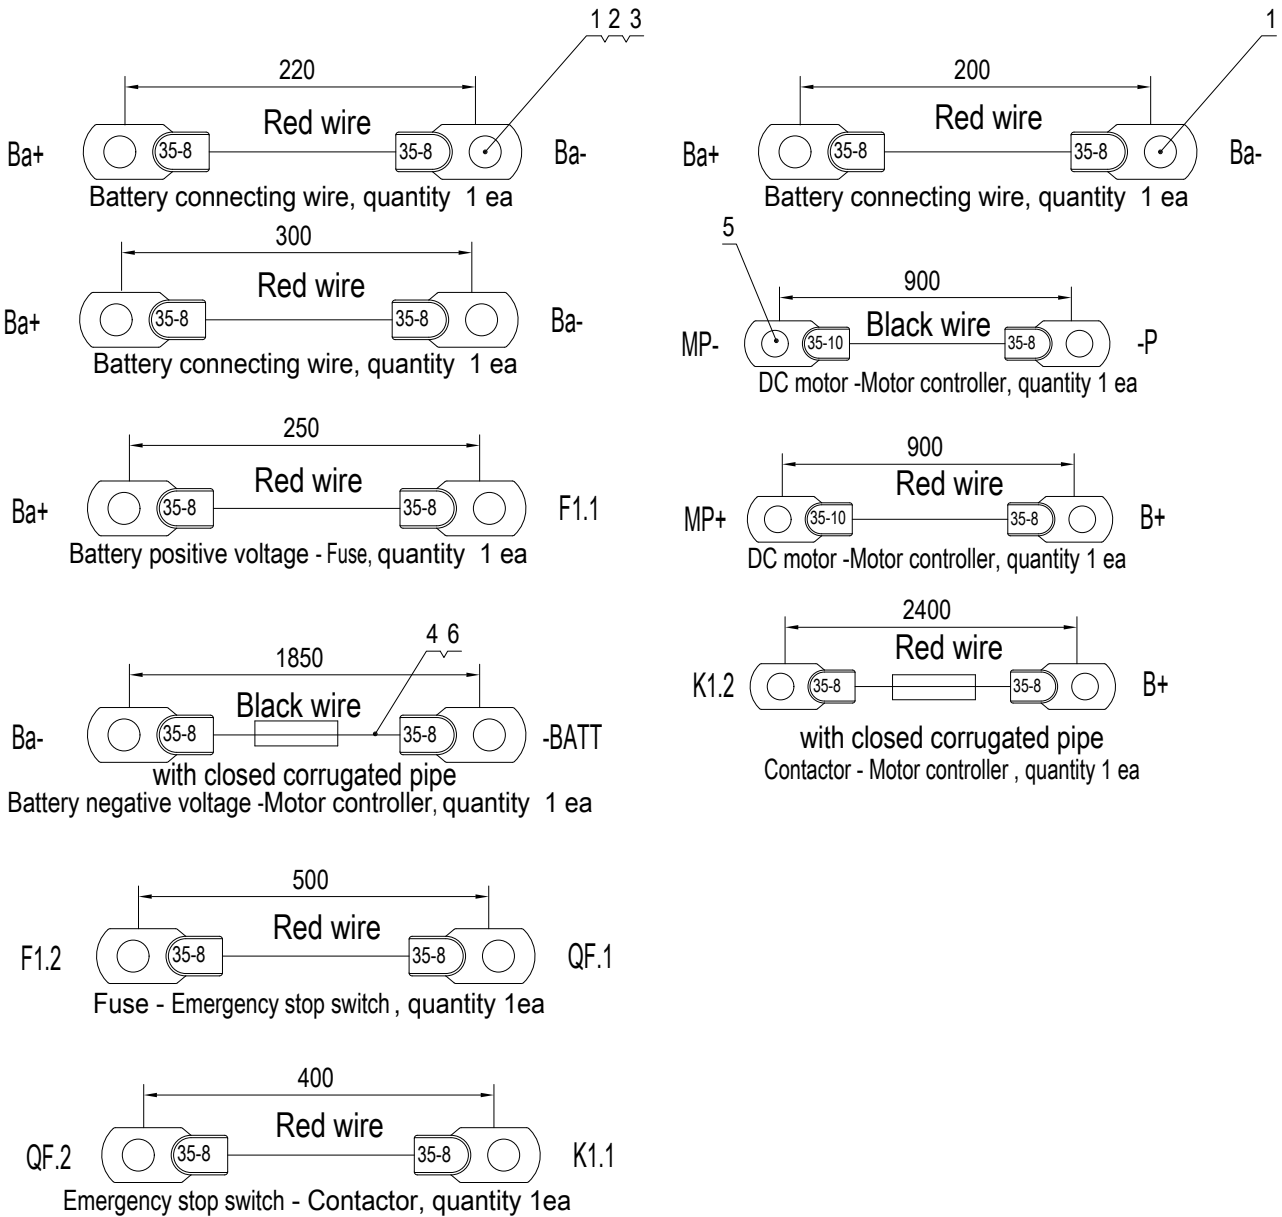 1 2 3
220
Red wire
Ba+
35-8
35-8
Ba-
Battery connecting wire, quantity 1 ea
300
Red wire
Ba+
35-8
35-8
Ba-
Battery connecting wire, quantity 1 ea
250
Red wire
Ba+
35-8
35-8
F1.1
Battery positive voltage - Fuse, quantity 1 ea
4 6
1850
Black wire
Ba-
35-8
35-8
-BATT
with closed corrugated pipe
Battery negative voltage -Motor controller, quantity 1 ea
500
Red wire
F1.2
35-8
35-8
QF.1
Fuse - Emergency stop switch , quantity 1ea
400
Red wire
QF.2
35-8
35-8
K1.1
Emergency stop switch - Contactor, quantity 1ea
1
200
Red wire
Ba+
35-8
35-8
Ba-
Battery connecting wire, quantity 1 ea
5
900
Black wire
MP-
35-10
35-8
-P
DC motor -Motor controller, quantity 1 ea
900
Red wire
MP+
35-10
35-8
B+
DC motor -Motor controller, quantity 1 ea
2400
Red wire
K1.2
35-8
35-8
B+
with closed corrugated pipe
Contactor - Motor controller , quantity 1 ea